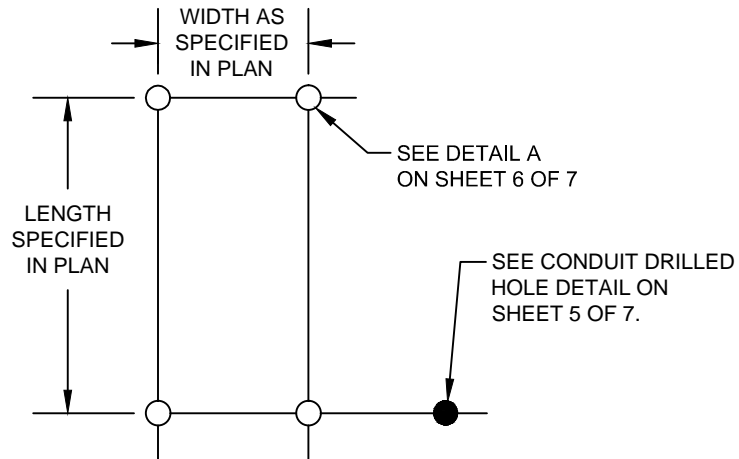 WIDTH AS
SPECIFIED
IN PLAN
SEE DETAIL A
ON SHEET 6 OF 7
LENGTH
SPECIFIED
IN PLAN
SEE CONDUIT DRILLED
HOLE DETAIL ON
SHEET 5 OF 7.